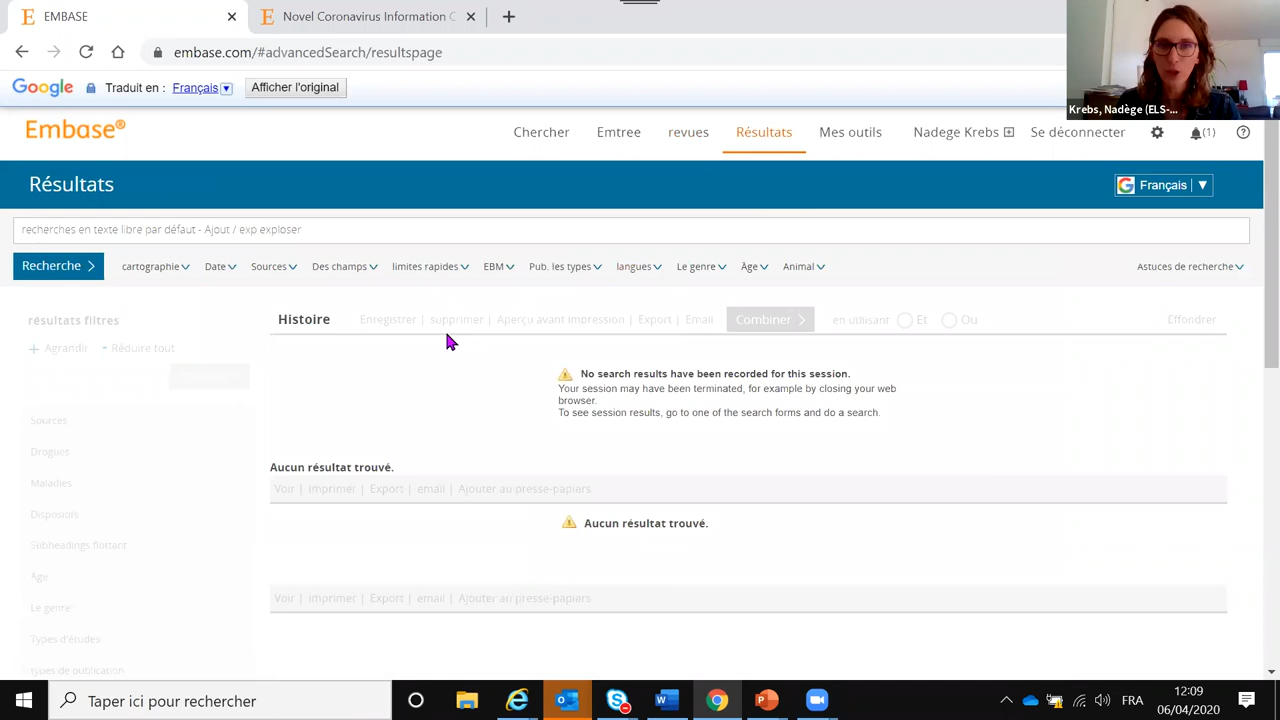 EMBASE
Novel Coronavirus Information C
embase.com/#advancedSearch/resultspage
Google Traduit en : Français Afficher l'original
Krebs, Nadège (ELS-...
Embase®
Chercher Emtree revues Résultats Mes outils Nadege Krebs Se déconnecter (1)
Résultats
Français
recherches en texte libre par défaut - Ajout / exp exploser
Recherche cartographie Date Sources Des champs limites rapides EBM Pub. les types langues Le genre Âge Animal Astuces de recherche
résultats filtres
Agrandir Réduire tout
Histoire Enregistrer | supprimer | Aperçu avant impression | Export | Email Combiner en utilisant Et Ou Effondrer
No search results have been recorded for this session.
Your session may have been terminated, for example by closing your web
browser.
To see session results, go to one of the search forms and do a search.
Sources
Drogues
Maladies
Disposals
Subheadings flottant
Âge
Le genre
Types d'études
types de publication
Aucun résultat trouvé.
Voir | imprimer | Export | email | Ajouter au presse-papiers
Aucun résultat trouvé.
Voir | imprimer | Export | email | Ajouter au presse-papiers
Taper ici pour rechercher
FRA
12:09
06/04/2020